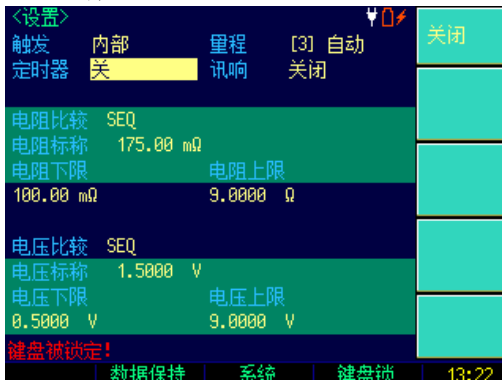 <设置>
触发 内部 量程 [3] 自动 关闭
定时器 关 讯响 关闭
电阻比较 SEQ
电阻标称 175.00 mΩ
电阻下限 电阻上限
100.00 mΩ 9.0000 Ω
电压比较 SEQ
电压标称 1.5000 V
电压下限 电压上限
0.5000 V 9.0000 V
键盘被锁定!
数据保持 系统 键盘锁 13:22